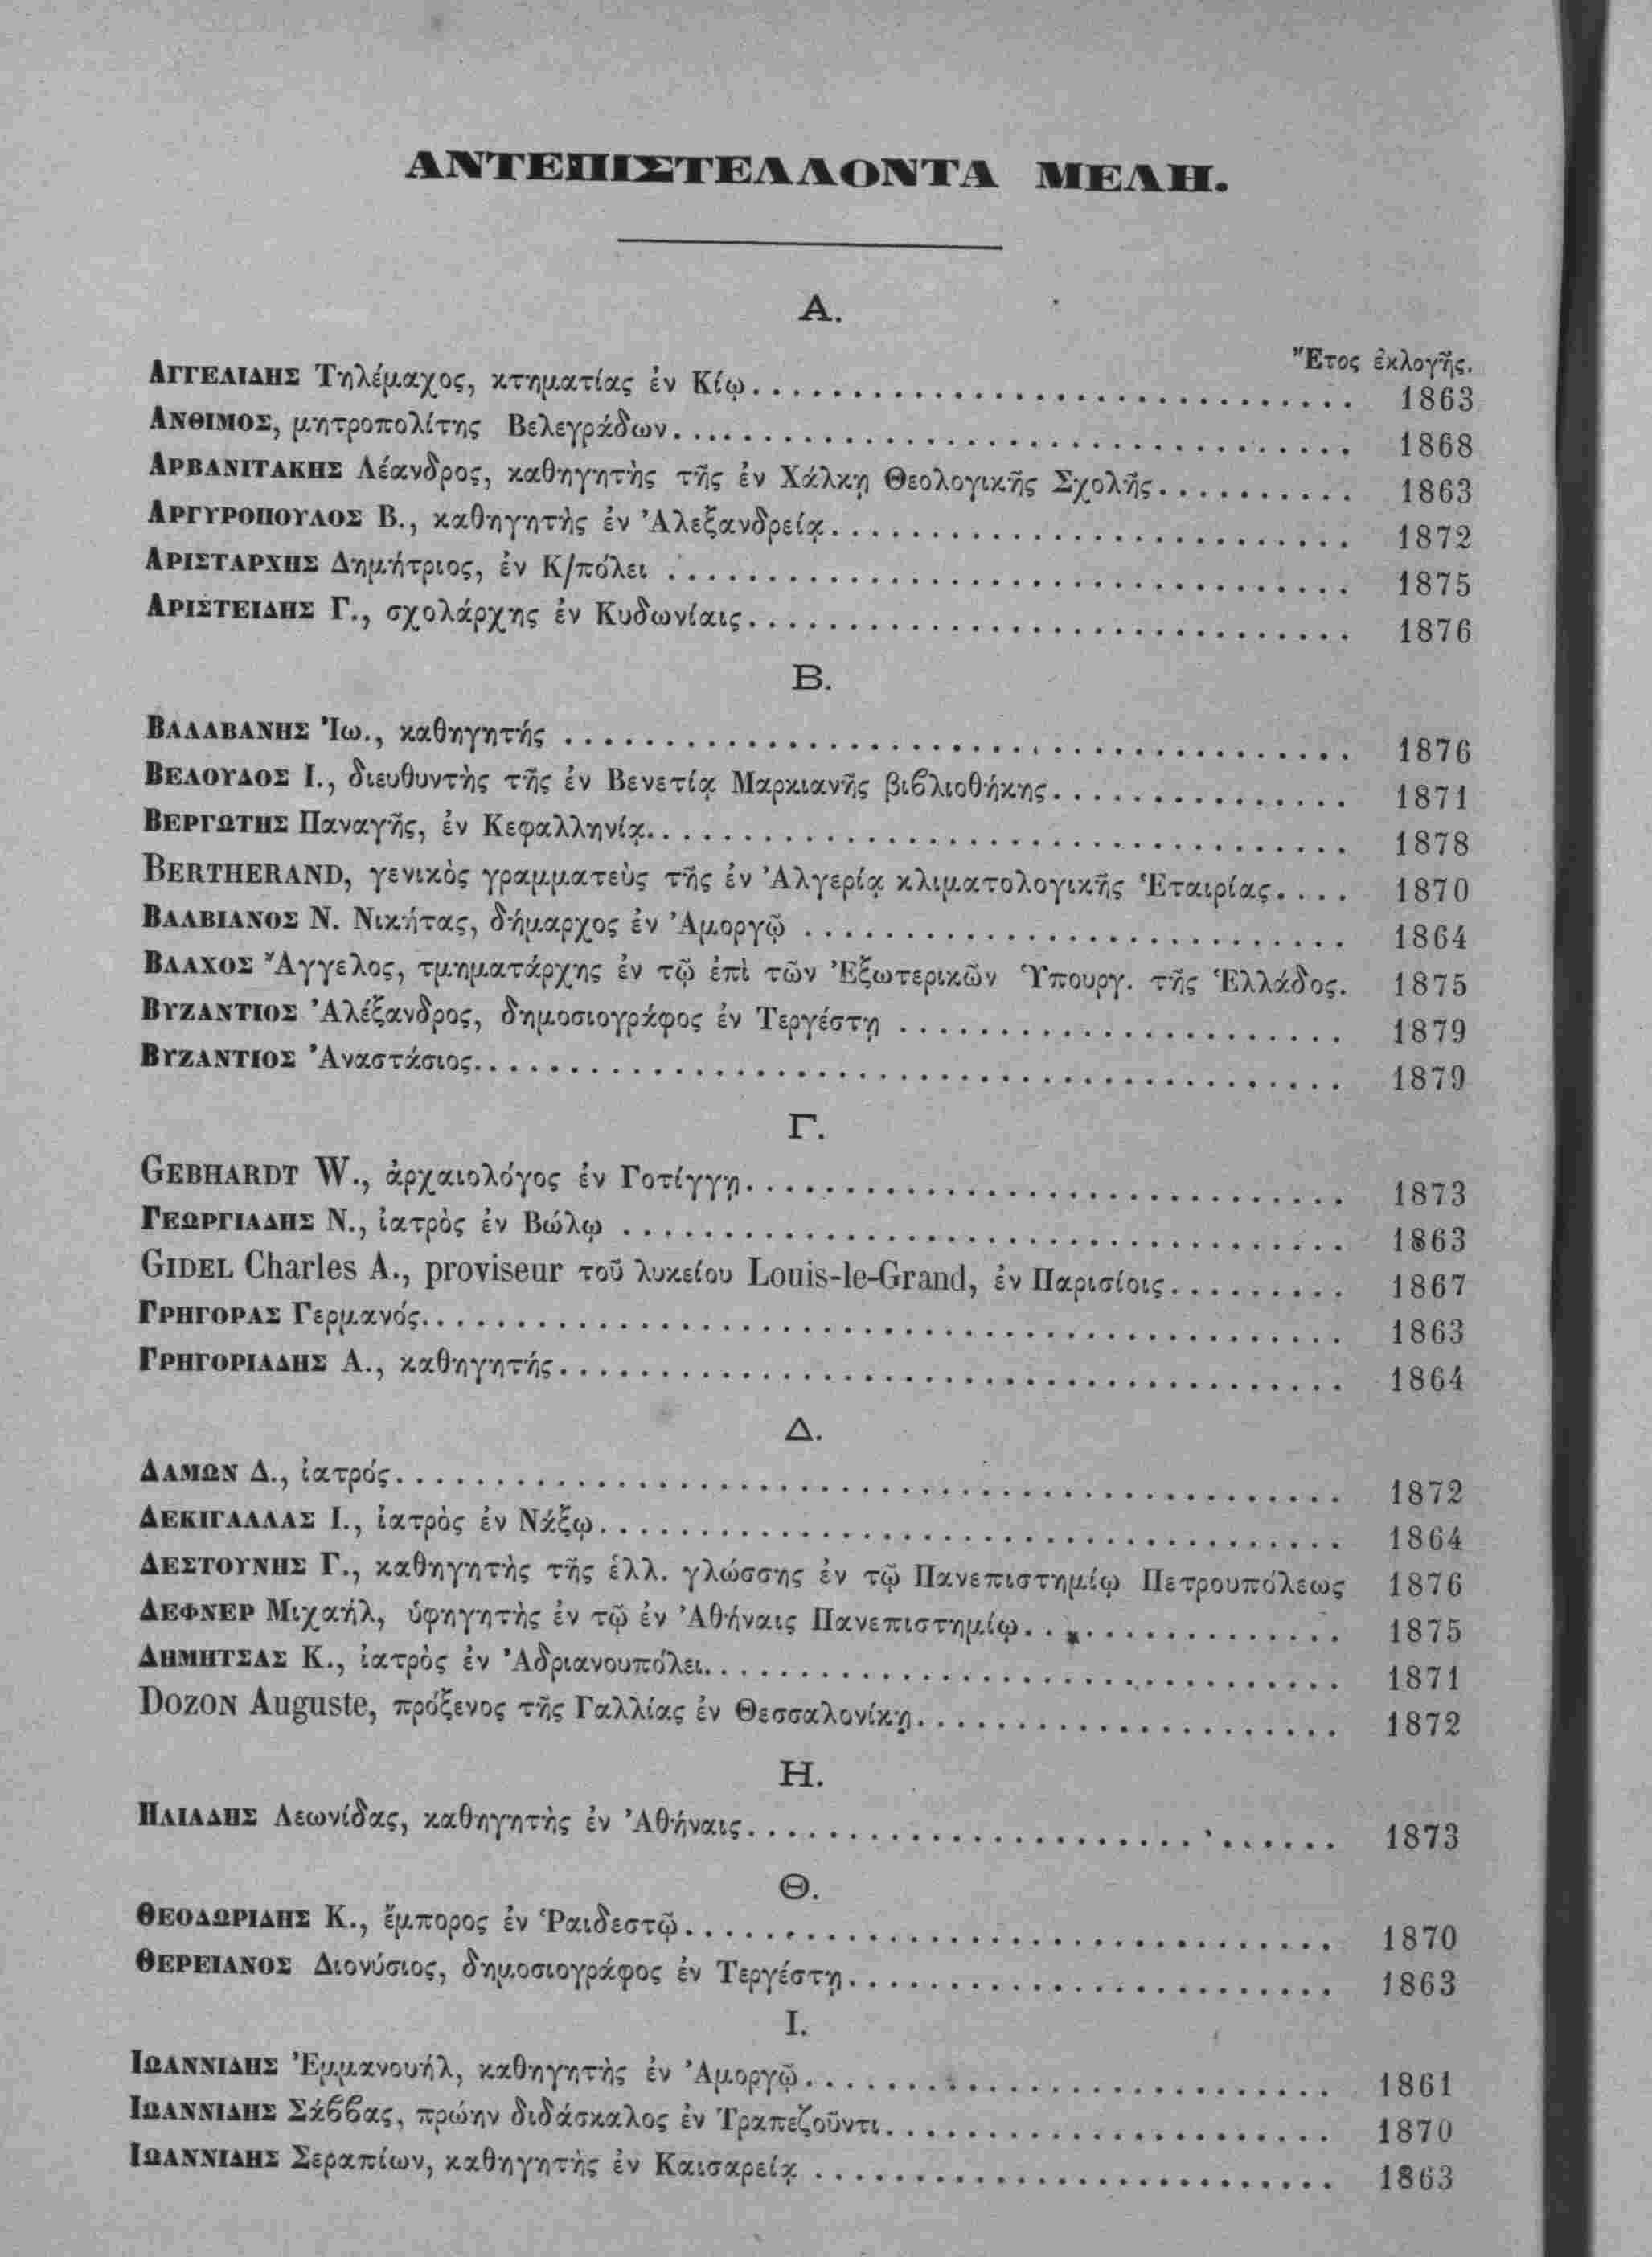 ΑΝΤΕΠΙΣΤΕΛΛΟΝΤΑ ΜΕΛΗ.
Α.
Ἔτος ἐκλογῆς.
ΑΓΓΕΛΙΔΗΣ Τηλέμαχος, κτηματίας ἐν Κίῳ. . . . . . . . . . 1863
ΑΝΘΙΜΟΣ, μητροπολίτης Βελεγράδων. . . . . . . . . . 1868
ΑΡΒΑΝΙΤΑΚΗΣ Λέανδρος, καθηγητὴς τῆς ἐν Χάλκῃ Θεολογικῆς Σχολῆς. . . . . . . . . . 1863
ΑΡΓΥΡΟΠΟΥΛΟΣ Β., καθηγητὴς ἐν Ἀλεξανδρείᾳ. . . . . . . . . . 1872
ΑΡΙΣΤΑΡΧΗΣ Δημήτριος, ἐν Κ/πόλει . . . . . . . . . . 1875
ΑΡΙΣΤΕΙΔΗΣ Γ., σχολάρχης ἐν Κυδωνίαις. . . . . . . . . . 1876
Β.
ΒΑΛΑΒΑΝΗΣ Ἰω., καθηγητής . . . . . . . . . . 1876
ΒΕΛΟΥΔΟΣ Ι., διευθυντὴς τῆς ἐν Βενετίᾳ Μαρκιανῆς βιϐλιοθήκης. . . . . . . . . . 1871
ΒΕΡΓΩΤΗΣ Παναγῆς, ἐν Κεφαλληνίᾳ. . . . . . . . . . 1878
BERTHERAND, γενικὸς γραμματεὺς τῆς ἐν Ἀλγερίᾳ κλιματολογικῆς Ἑταιρίας. . . . 1870
ΒΛΑΒΙΑΝΟΣ Ν. Νικήτας, δήμαρχος ἐν Ἀμοργῷ . . . . . . . . . . 1864
ΒΛΑΧΟΣ Ἄγγελος, τμηματάρχης ἐν τῷ ἐπὶ τῶν Ἐξωτερικῶν Ὑπουργ. τῆς Ἑλλάδος. 1875
ΒΥΖΑΝΤΙΟΣ Ἀλέξανδρος, δημοσιογράφος ἐν Τεργέστῃ . . . . . . . . . . 1879
ΒΥΖΑΝΤΙΟΣ Ἀναστάσιος. . . . . . . . . . 1879
Γ.
GEBHARDT W., ἀρχαιολόγος ἐν Γοτίγγῃ. . . . . . . . . . 1873
ΓΕΩΡΓΙΑΔΗΣ Ν., ἰατρὸς ἐν Βώλῳ . . . . . . . . . . 1863
GIDEL Charles A., proviseur τοῦ λυκείου Louis-le-Grand, ἐν Παρισίοις. . . . . . . . . 1867
ΓΡΗΓΟΡΑΣ Γερμανός. . . . . . . . . . 1863
ΓΡΗΓΟΡΙΑΔΗΣ Α., καθηγητής. . . . . . . . . . 1864
Δ.
ΔΑΜΩΝ Δ., ἰατρός. . . . . . . . . . 1872
ΔΕΚΙΓΑΛΛΑΣ Ι., ἰατρὸς ἐν Νάξῳ. . . . . . . . . . 1864
ΔΕΣΤΟΥΝΗΣ Γ., καθηγητὴς τῆς ἑλλ. γλώσσης ἐν τῷ Πανεπιστημίῳ Πετρουπόλεως 1876
ΔΕΦΝΕΡ Μιχαήλ, ὑφηγητὴς ἐν τῷ ἐν Ἀθήναις Πανεπιστημίῳ. . . . . . . . . . 1875
ΔΗΜΗΤΣΑΣ Κ., ἰατρὸς ἐν Ἀδριανουπόλει. . . . . . . . . . 1871
DOZON Auguste, πρόξενος τῆς Γαλλίας ἐν Θεσσαλονίκῃ. . . . . . . . . . 1872
Η.
ΗΛΙΑΔΗΣ Λεωνίδας, καθηγητὴς ἐν Ἀθήναις. . . . . . . . . . 1873
Θ.
ΘΕΟΔΩΡΙΔΗΣ Κ., ἔμπορος ἐν Ῥαιδεστῷ. . . . . . . . . . 1870
ΘΕΡΕΙΑΝΟΣ Διονύσιος, δημοσιογράφος ἐν Τεργέστῃ. . . . . . . . . . 1863
Ι.
ΙΩΑΝΝΙΔΗΣ Ἐμμανουήλ, καθηγητὴς ἐν Ἀμοργῷ. . . . . . . . . . 1861
ΙΩΑΝΝΙΔΗΣ Σάϐϐας, πρώην διδάσκαλος ἐν Τραπεζοῦντι. . . . . . . . . . 1870
ΙΩΑΝΝΙΔΗΣ Σεραπίων, καθηγητὴς ἐν Καισαρείᾳ . . . . . . . . . . 1863